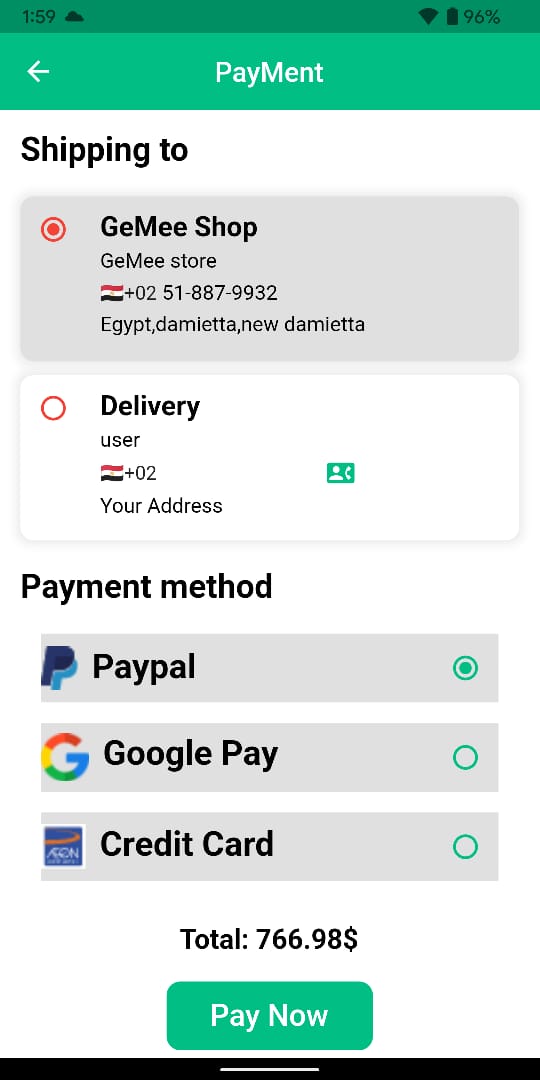 1:59 96%
PayMent
Shipping to
GeMee Shop
GeMee store
+02 51-887-9932
Egypt,damietta,new damietta
Delivery
user
+02
Your Address
Payment method
Paypal
Google Pay
AEON
Credit Card
Total: 766.98$
Pay Now